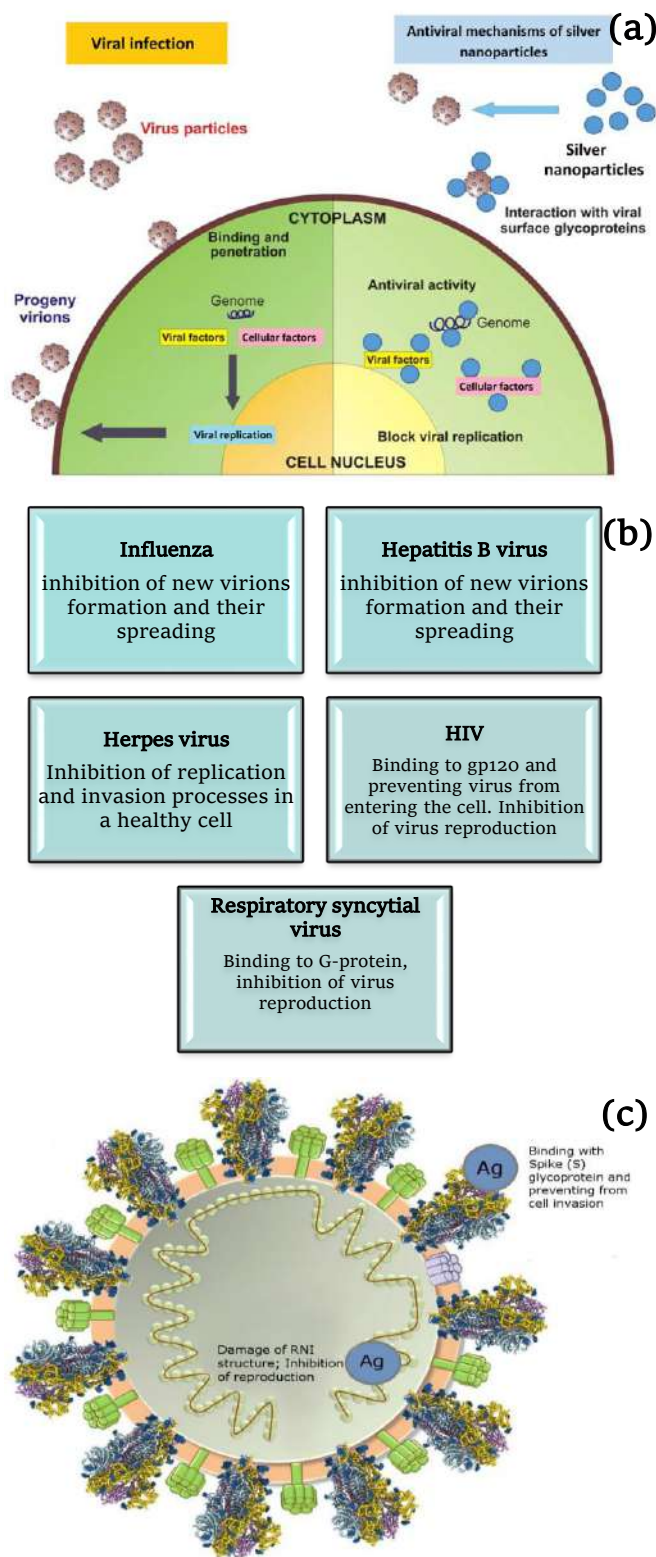 Viral infection
Antiviral mechanisms of silver
nanoparticles
(a)
Virus particles
Silver
nanoparticles
Interaction with viral
surface glycoproteins
CYTOPLASM
Binding and
penetration
Antiviral activity
Progeny
virions
Genome
Genome
Viral factors
Cellular factors
Viral factors
Cellular factors
Viral replication
Block viral replication
CELL NUCLEUS
(b)
Influenza
inhibition of new virions
formation and their
spreading
Hepatitis B virus
inhibition of new virions
formation and their
spreading
Herpes virus
Inhibition of replication
and invasion processes in
a healthy cell
HIV
Binding to gp120 and
preventing virus from
entering the cell. Inhibition
of virus reproduction
Respiratory syncytial
virus
Binding to G-protein,
inhibition of virus
reproduction
(c)
Ag
Binding with
Spike (S)
glycoprotein and
preventing from
cell invasion
Damage of RNI
structure; Inhibition
of reproduction
Ag